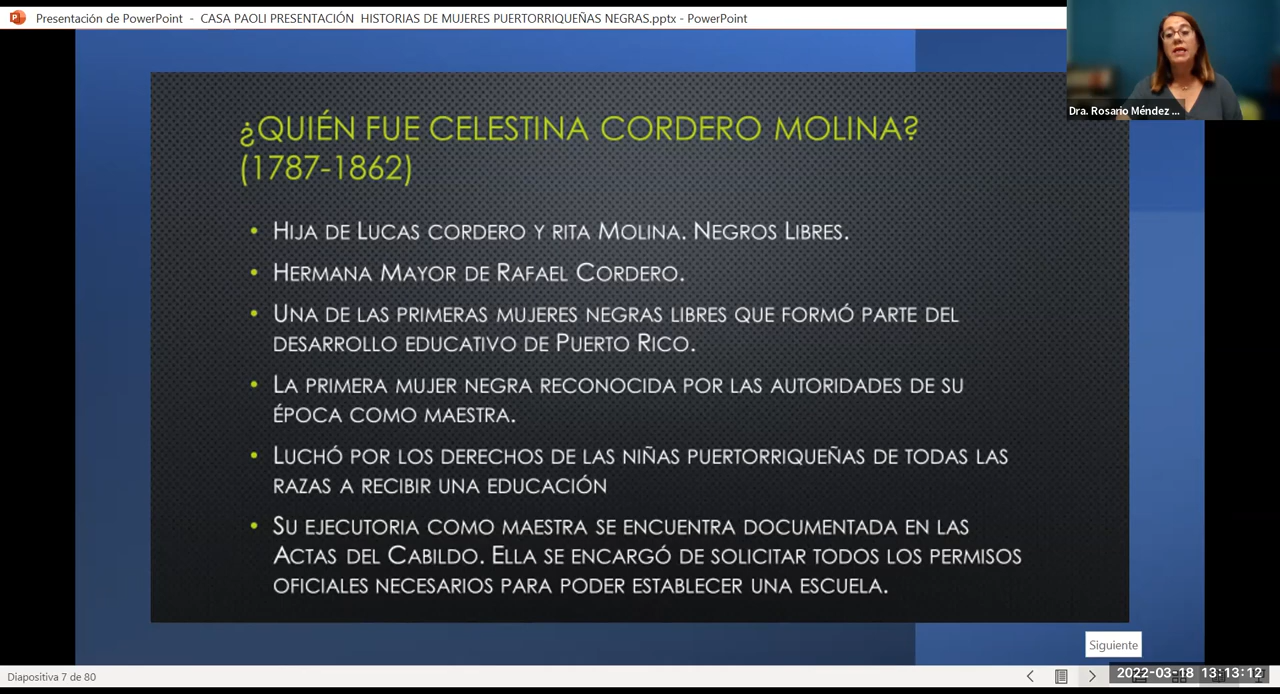 Presentación de PowerPoint - CASA PAOLI PRESENTACIÓN HISTORIAS DE MUJERES PUERTORRIQUEÑAS NEGRAS.pptx - PowerPoint
Dra. Rosario Méndez ...
¿QUIÉN FUE CELESTINA CORDERO MOLINA?
(1787-1862)
• HIJA DE LUCAS CORDERO Y RITA MOLINA. NEGROS LIBRES.
• HERMANA MAYOR DE RAFAEL CORDERO.
• UNA DE LAS PRIMERAS MUJERES NEGRAS LIBRES QUE FORMÓ PARTE DEL
DESARROLLO EDUCATIVO DE PUERTO RICO.
• LA PRIMERA MUJER NEGRA RECONOCIDA POR LAS AUTORIDADES DE SU
ÉPOCA COMO MAESTRA.
• LUCHÓ POR LOS DERECHOS DE LAS NIÑAS PUERTORRIQUEÑAS DE TODAS LAS
RAZAS A RECIBIR UNA EDUCACIÓN
• SU EJECUTORIA COMO MAESTRA SE ENCUENTRA DOCUMENTADA EN LAS
ACTAS DEL CABILDO. ELLA SE ENCARGÓ DE SOLICITAR TODOS LOS PERMISOS
OFICIALES NECESARIOS PARA PODER ESTABLECER UNA ESCUELA.
Siguiente
Diapositiva 7 de 80
2022-03-18 13:13:12